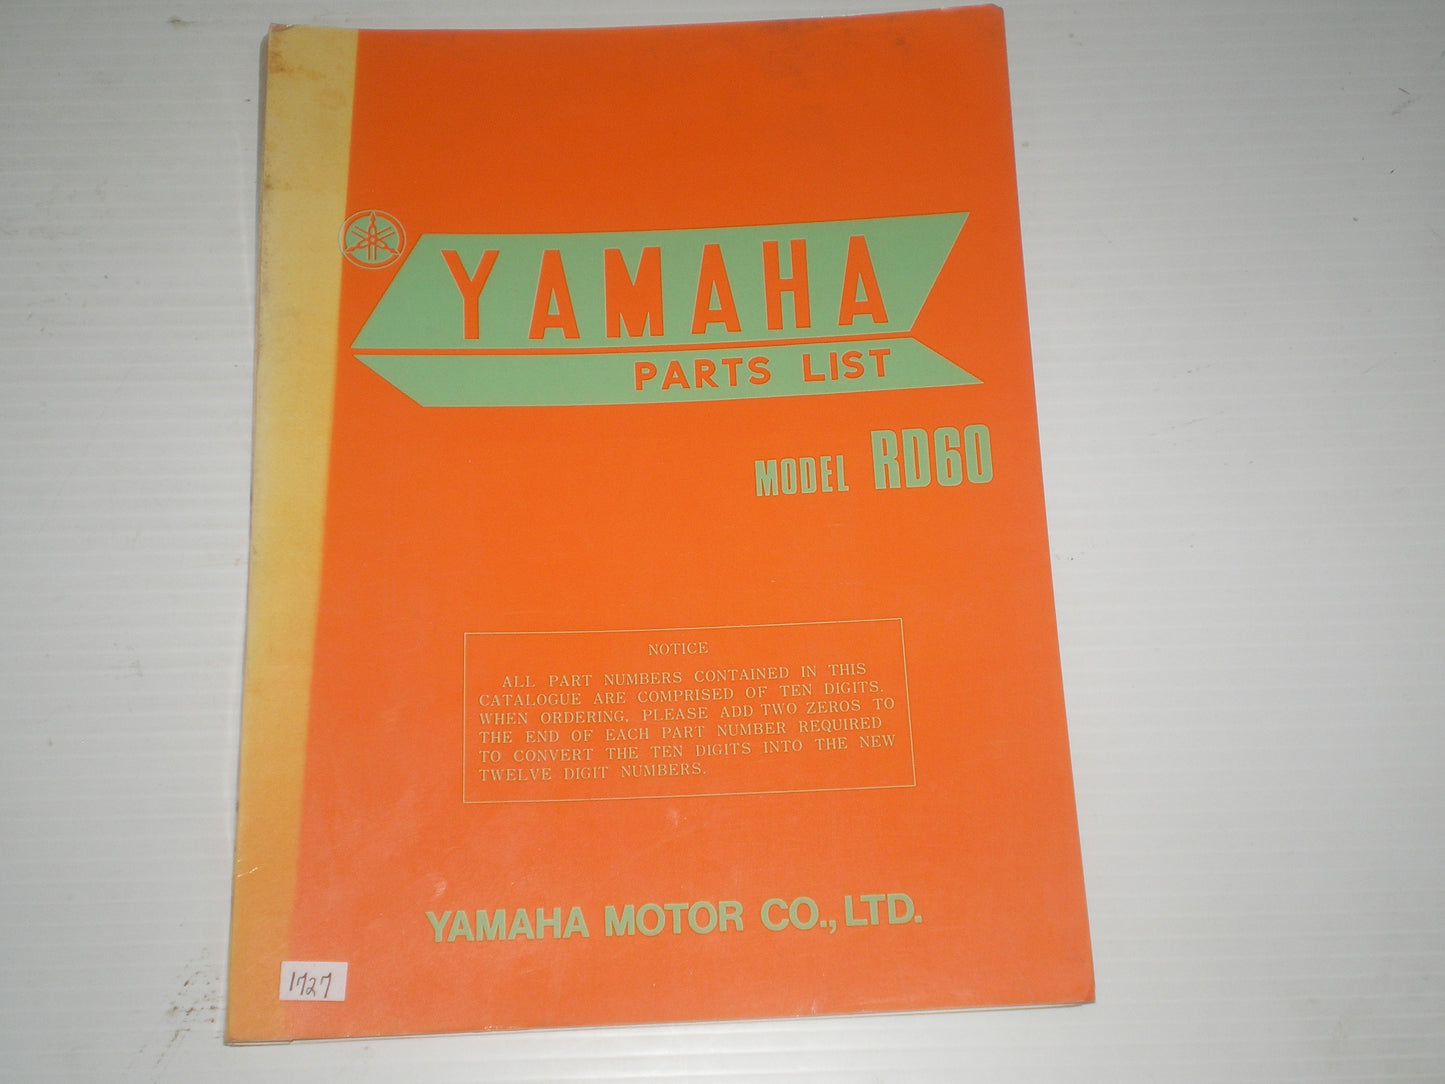 YAMAHA
PARTS LIST
MODEL RD60
NOTICE
ALL PART NUMBERS CONTAINED IN THIS
CATALOGUE ARE COMPRISED OF TEN DIGITS.
WHEN ORDERING, PLEASE ADD TWO ZEROS TO
THE END OF EACH PART NUMBER REQUIRED
TO CONVERT THE TEN DIGITS INTO THE NEW
TWELVE DIGIT NUMBERS.
YAMAHA MOTOR CO., LTD.
1727